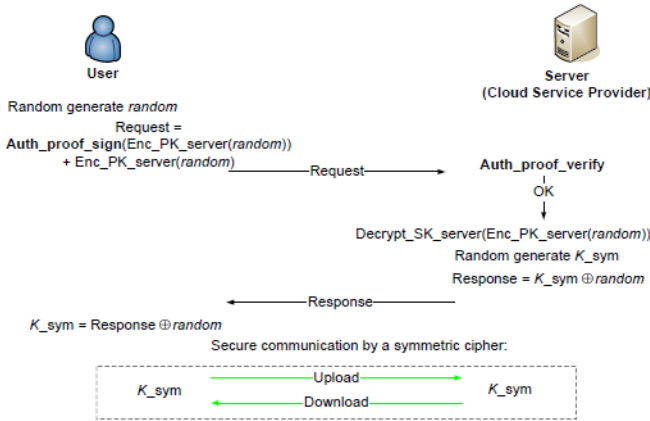 User
Server
(Cloud Service Provider)
Random generate random
Request =
Auth_proof_sign(Enc_PK_server(random))
+ Enc_PK_server(random)
Request
Auth_proof_verify
OK
Decrypt_SK_server(Enc_PK_server(random))
Random generate K_sym
Response = K_sym ⊕ random
Response
K_sym = Response ⊕ random
Secure communication by a symmetric cipher:
Upload
K_sym
K_sym
Download